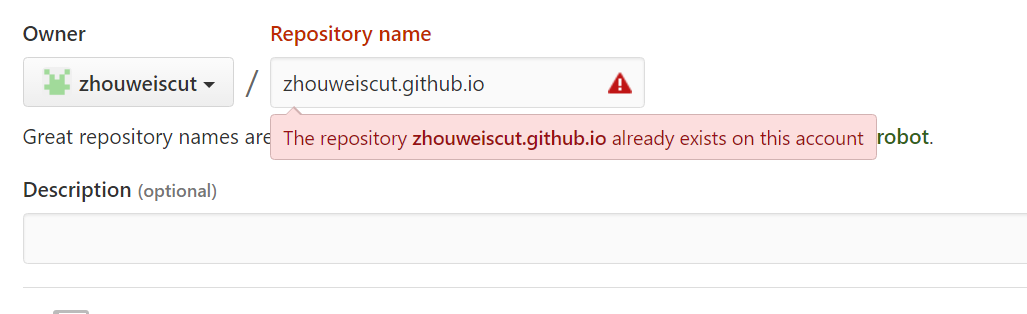 Owner
Repository name
zhouweiscut
/
zhouweiscut.github.io
Great repository names are
robot.
The repository zhouweiscut.github.io already exists on this account
Description (optional)